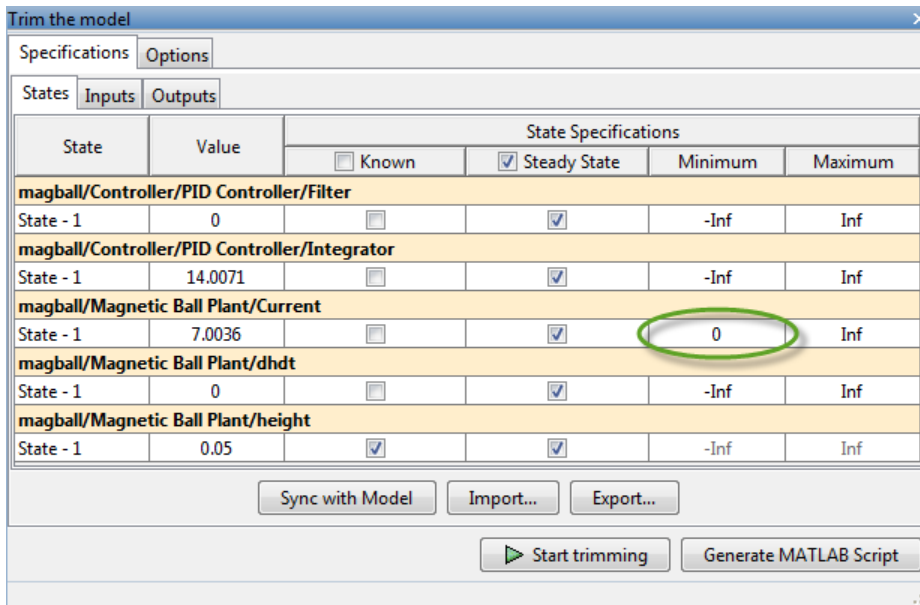 Trim the model
Specifications Options
States Inputs Outputs
State Value State Specifications
Known Steady State Minimum Maximum
magball/Controller/PID Controller/Filter
State - 1 0 -Inf Inf
magball/Controller/PID Controller/Integrator
State - 1 14.0071 -Inf Inf
magball/Magnetic Ball Plant/Current
State - 1 7.0036 0 Inf
magball/Magnetic Ball Plant/dhdt
State - 1 0 -Inf Inf
magball/Magnetic Ball Plant/height
State - 1 0.05 -Inf Inf
Sync with Model Import... Export...
Start trimming Generate MATLAB Script